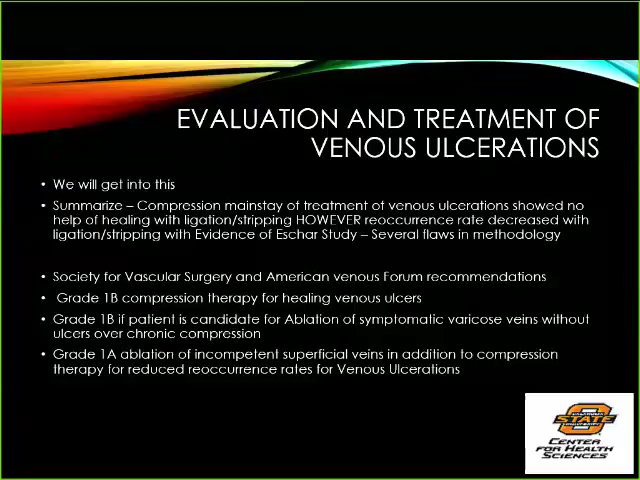 EVALUATION AND TREATMENT OF
VENOUS ULCERATIONS
• We will get into this
• Summarize – Compression mainstay of treatment of venous ulcerations showed no
help of healing with ligation/stripping HOWEVER reoccurrence rate decreased with
ligation/stripping with Evidence of Eschar Study – Several flaws in methodology
• Society for Vascular Surgery and American venous Forum recommendations
• Grade 1B compression therapy for healing venous ulcers
• Grade 1B if patient is candidate for Ablation of symptomatic varicose veins without
ulcers over chronic compression
• Grade 1A ablation of incompetent superficial veins in addition to compression
therapy for reduced reoccurrence rates for Venous Ulcerations
OKLAHOMA
STATE
UNIVERSITY
CENTER
FOR HEALTH
SCIENCES